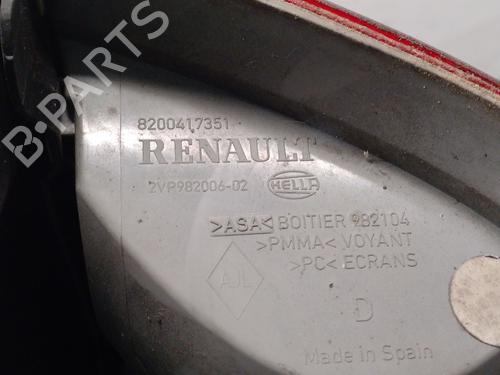 B-PARTS
8200417351
RENAULT
2VP982006-02 HELLA
>ASA< BOITIER 982104
>PMMA< VOYANT
>PC< ECRANS
AJL
D
Made in Spain